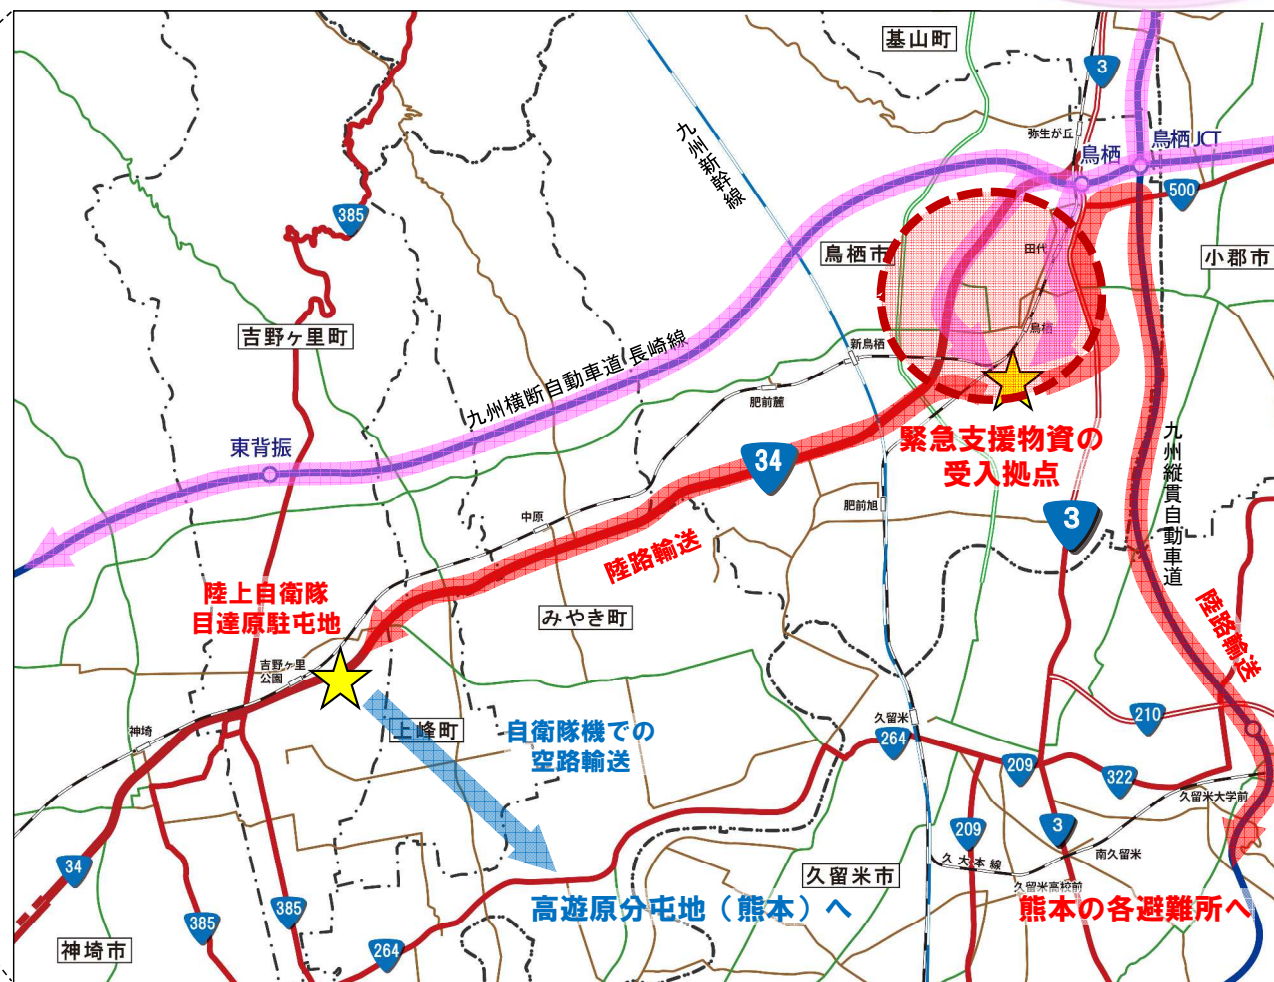 基山町
3
弥生が丘
鳥栖
鳥栖JCT
500
九州新幹線
385
田代
鳥栖市
小郡市
吉野ヶ里町
鳥栖
新鳥栖
九州横断自動車道 長崎線
肥前麓
緊急支援物資の
受入拠点
東背振
34
九州縦貫自動車道
肥前旭
中原
3
陸路輸送
陸上自衛隊
目達原駐屯地
みやき町
陸路輸送
吉野ヶ里
公園
神埼
上峰町
自衛隊機での
空路輸送
久留米
264
210
209
322
久留米大学前
34
209
3
久大本線
南久留米
久留米市
久留米高校前
385
385
高遊原分屯地（熊本）へ
熊本の各避難所へ
264
神埼市